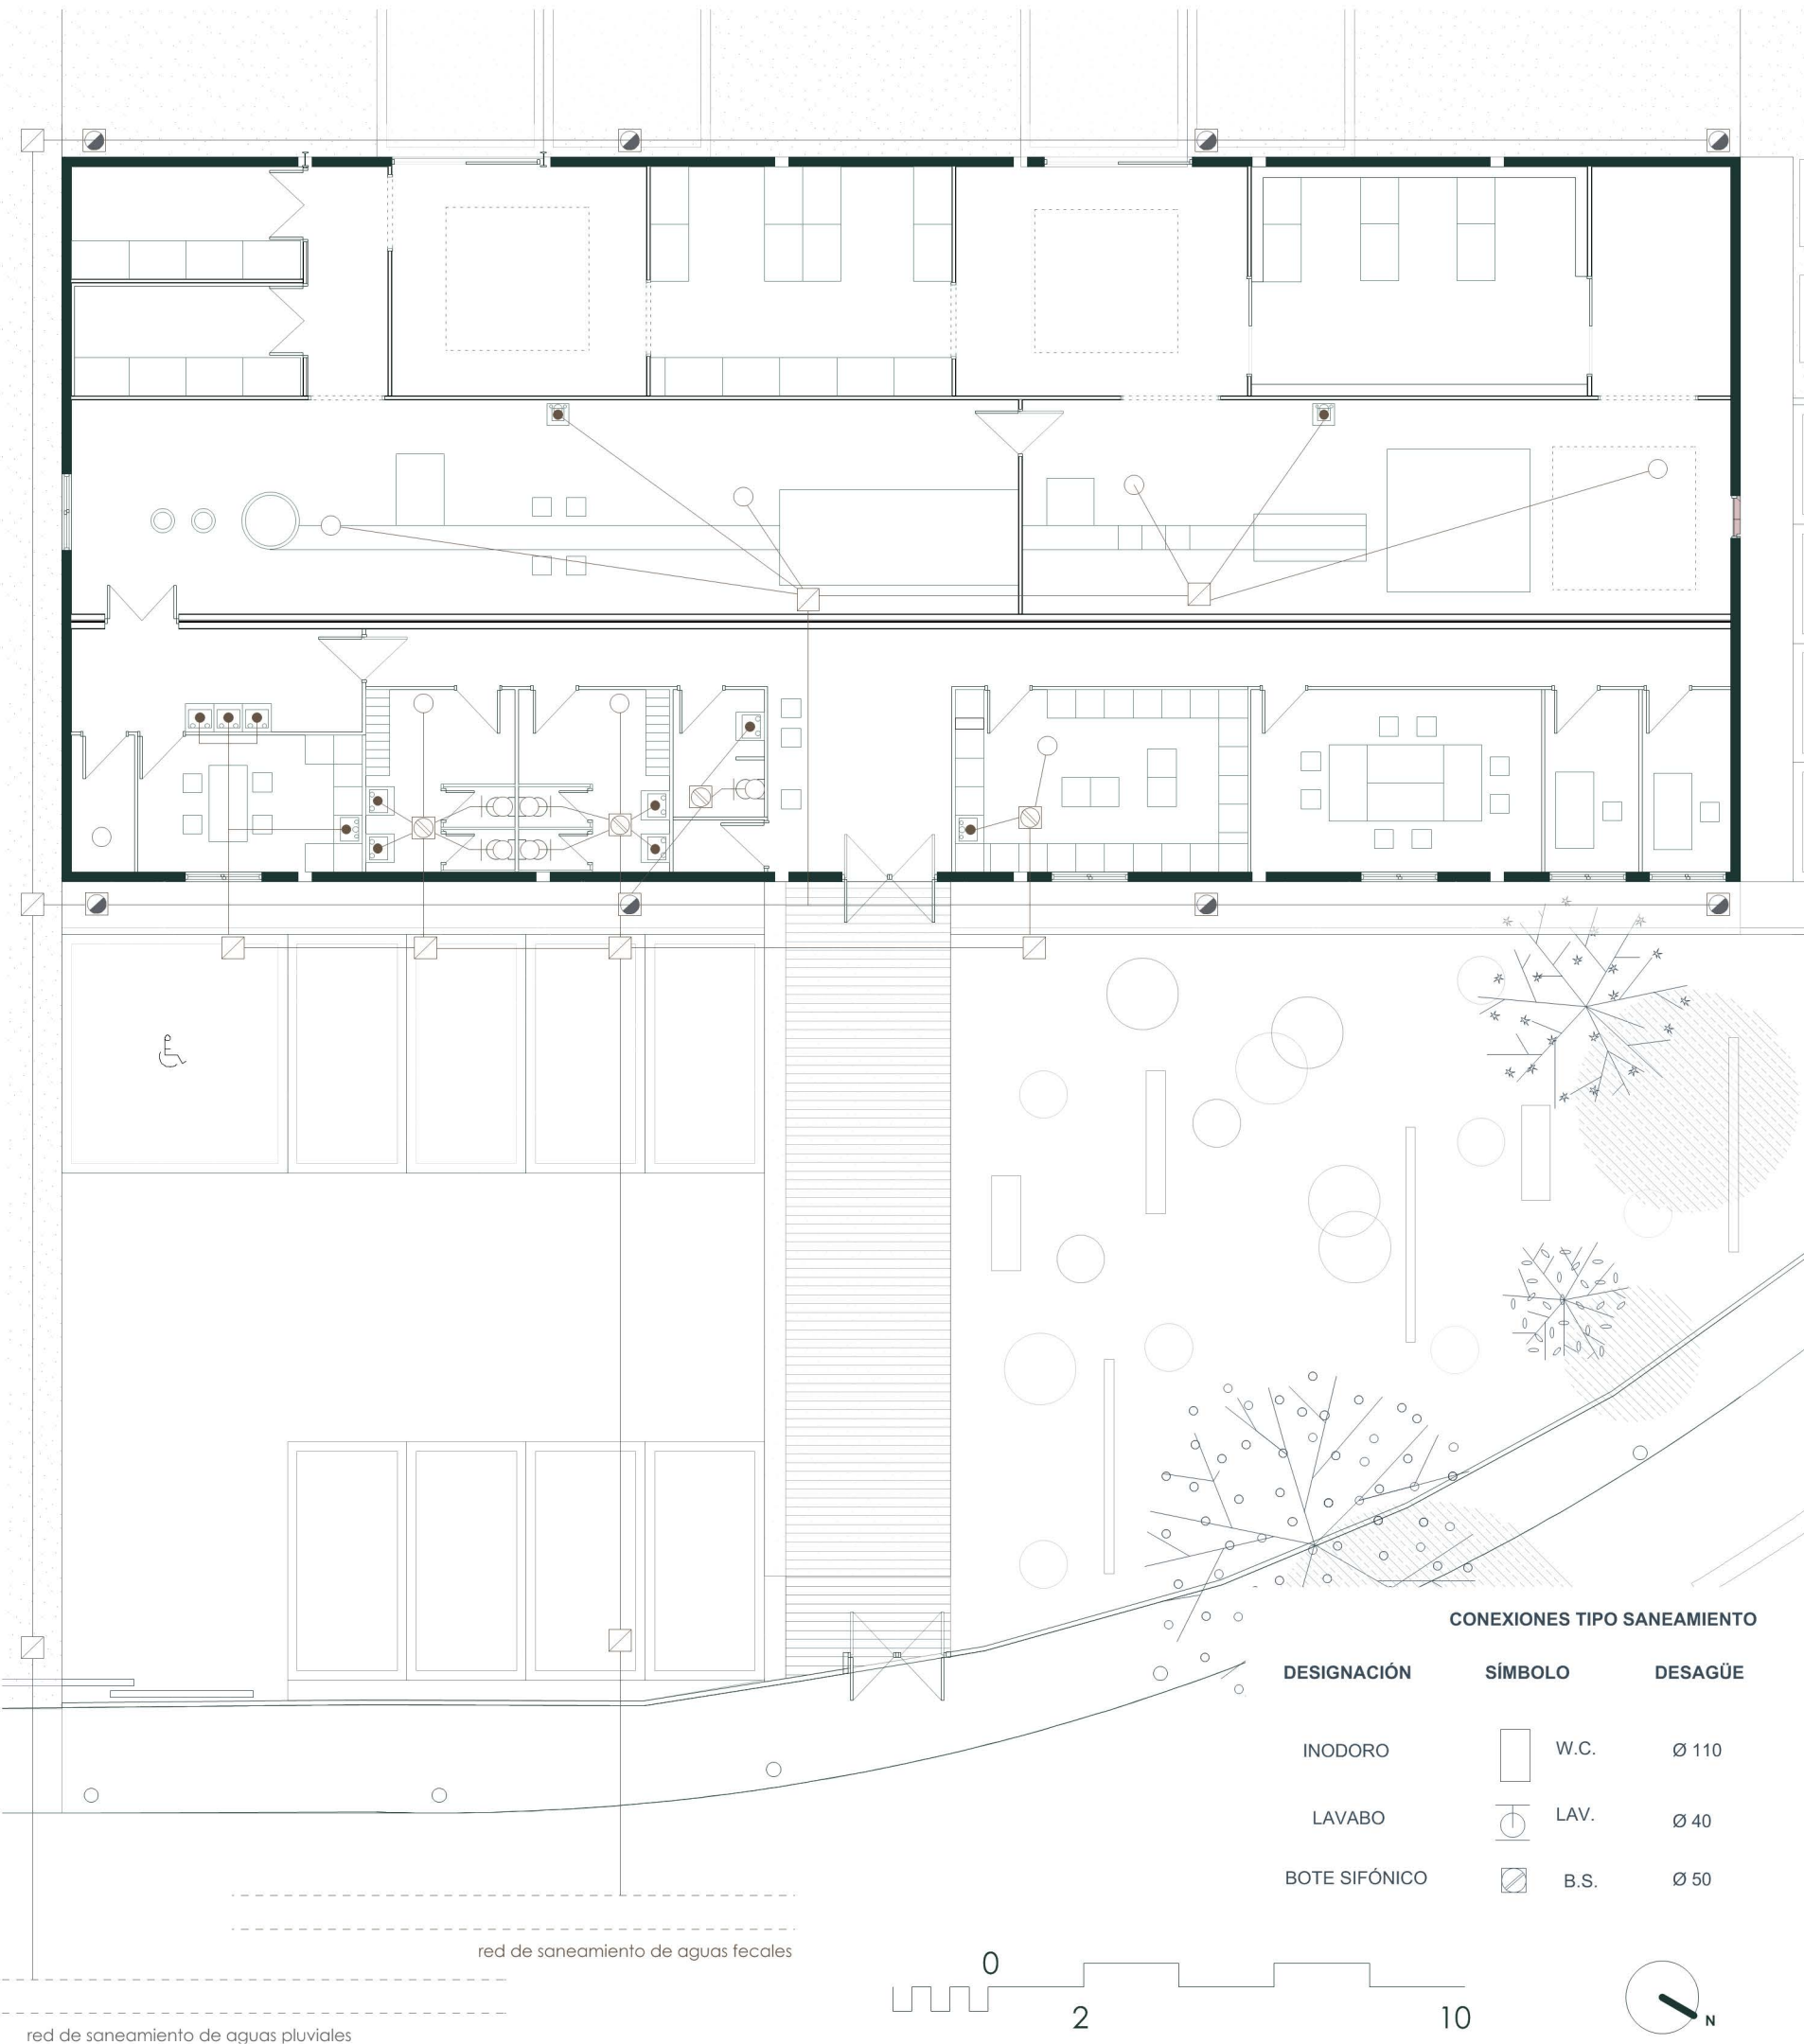 CONEXIONES TIPO SANEAMIENTO
DESIGNACIÓN SÍMBOLO DESAGÜE
INODORO W.C. Ø 110
LAVABO LAV. Ø 40
BOTE SIFÓNICO B.S. Ø 50
red de saneamiento de aguas fecales
0
2 10
N
red de saneamiento de aguas pluviales